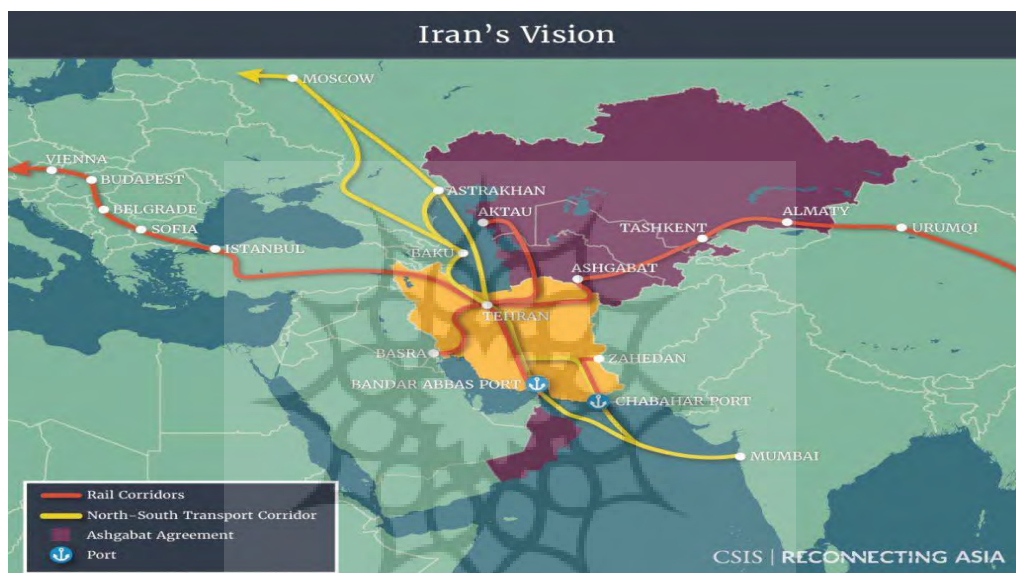 Iran's Vision
MOSCOW
VIENNA
BUDAPEST
BELGRADE
SOFIA
ISTANBUL
ASTRAKHAN
AKTAU
BAKU
TASHKENT
ALMATY
URUMQI
ASHGABAT
TEHRAN
BASRA
ZAHEDAN
BANDAR ABBAS PORT
CHABAHAR PORT
MUMBAI
Rail Corridors
North–South Transport Corridor
Ashgabat Agreement
Port
CSIS | RECONNECTING ASIA